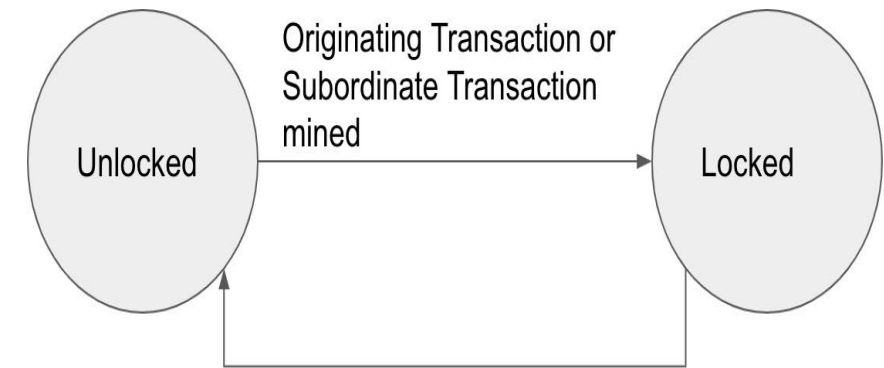 Originating Transaction or
Subordinate Transaction
mined
Unlocked
Locked